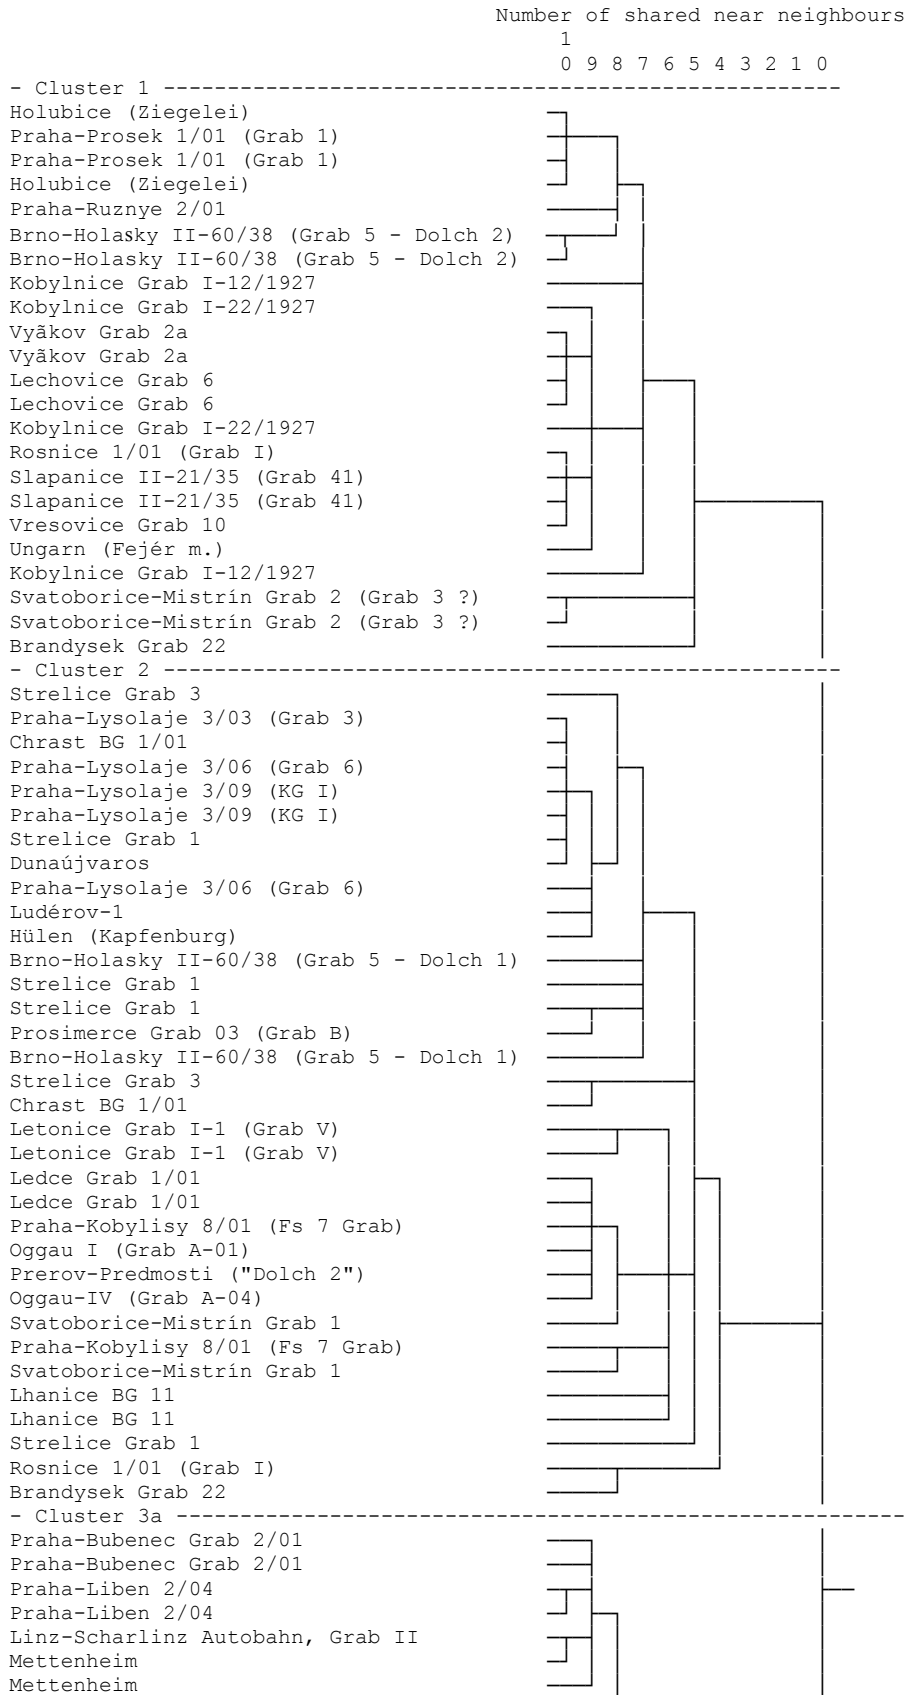 Number of shared near neighbours
1
0 9 8 7 6 5 4 3 2 1 0
- Cluster 1 -----------------------------------------------------
Holubice (Ziegelei)
Praha-Prosek 1/01 (Grab 1)
Praha-Prosek 1/01 (Grab 1)
Holubice (Ziegelei)
Praha-Ruznye 2/01
Brno-Holasky II-60/38 (Grab 5 - Dolch 2)
Brno-Holasky II-60/38 (Grab 5 - Dolch 2)
Kobylnice Grab I-12/1927
Kobylnice Grab I-22/1927
Vyãkov Grab 2a
Vyãkov Grab 2a
Lechovice Grab 6
Lechovice Grab 6
Kobylnice Grab I-22/1927
Rosnice 1/01 (Grab I)
Slapanice II-21/35 (Grab 41)
Slapanice II-21/35 (Grab 41)
Vresovice Grab 10
Ungarn (Fejér m.)
Kobylnice Grab I-12/1927
Svatoborice-Mistrín Grab 2 (Grab 3 ?)
Svatoborice-Mistrín Grab 2 (Grab 3 ?)
Brandysek Grab 22
- Cluster 2 -----------------------------------------------------
Strelice Grab 3
Praha-Lysolaje 3/03 (Grab 3)
Chrast BG 1/01
Praha-Lysolaje 3/06 (Grab 6)
Praha-Lysolaje 3/09 (KG I)
Praha-Lysolaje 3/09 (KG I)
Strelice Grab 1
Dunaújvaros
Praha-Lysolaje 3/06 (Grab 6)
Ludérov-1
Hülen (Kapfenburg)
Brno-Holasky II-60/38 (Grab 5 - Dolch 1)
Strelice Grab 1
Strelice Grab 1
Prosimerce Grab 03 (Grab B)
Brno-Holasky II-60/38 (Grab 5 - Dolch 1)
Strelice Grab 3
Chrast BG 1/01
Letonice Grab I-1 (Grab V)
Letonice Grab I-1 (Grab V)
Ledce Grab 1/01
Ledce Grab 1/01
Praha-Kobylisy 8/01 (Fs 7 Grab)
Oggau I (Grab A-01)
Prerov-Predmosti ("Dolch 2")
Oggau-IV (Grab A-04)
Svatoborice-Mistrín Grab 1
Praha-Kobylisy 8/01 (Fs 7 Grab)
Svatoborice-Mistrín Grab 1
Lhanice BG 11
Lhanice BG 11
Strelice Grab 1
Rosnice 1/01 (Grab I)
Brandysek Grab 22
- Cluster 3a ---------------------------------------------------------
Praha-Bubenec Grab 2/01
Praha-Bubenec Grab 2/01
Praha-Liben 2/04
Praha-Liben 2/04
Linz-Scharlinz Autobahn, Grab II
Mettenheim
Mettenheim